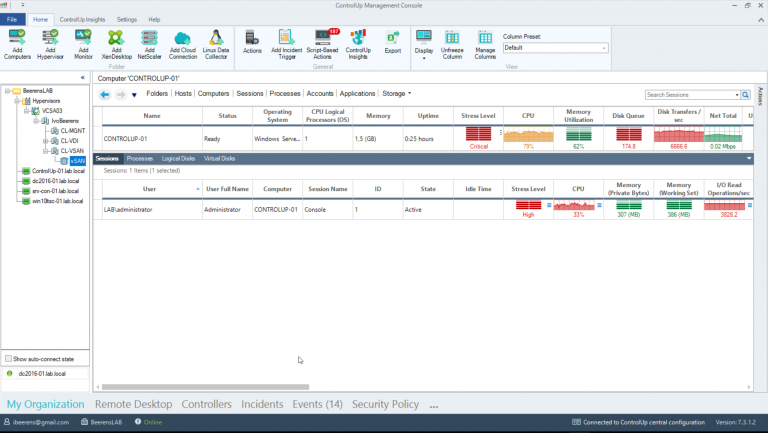 ControlUp Management Console
File Home ControlUp Insights Settings Help
Add Computers
Add Hypervisor
Add Monitor
Add XenDesktop
Add NetScaler
Add Cloud Connection
Linux Data Collector
Actions
Add Incident Trigger
Script-Based Actions
187
ControlUp Insights
Export
Display
Unfreeze Column
Manage Columns
Column Preset:
Default
Folder General View
Computer 'CONTROLUP-01'
Folders Hosts Computers Sessions Processes Accounts Applications Storage
Search Sessions
Actions
BeerensLAB
Hypervisors
VCSA03
IvoBeerens
CL-MGNT
CL-VDI
CL-VSAN
vSAN
ControlUp-01.lab.local
dc2016-01.lab.local
srv-con-01.lab.local
win10tsc-01.lab.local
Name Status Operating System CPU Logical Processors (OS) Memory Uptime Stress Level CPU Memory Utilization Disk Queue Disk Transfers / sec Net Total U
CONTROLUP-01 Ready Windows Serve... 1 1,5 (GB) 0:25 hours Critical 79% 62% 174.8 6666.6 0.02 Mbps
Sessions Processes Logical Disks Virtual Disks
Sessions: 1 Items (1 selected)
User User Full Name Computer Session Name ID State Idle Time Stress Level CPU Memory (Private Bytes) Memory (Working Set) I/O Read Operations/sec
LAB\administrator Administrator CONTROLUP-01 Console 1 Active High 33% 307 (MB) 386 (MB) 3828.2
Show auto-connect state
dc2016-01.lab.local
My Organization Remote Desktop Controllers Incidents Events (14) Security Policy ...
ibeerens@gmail.com BeerensLAB Online Connected to ControlUp central configuration Version: 7.3.1.2